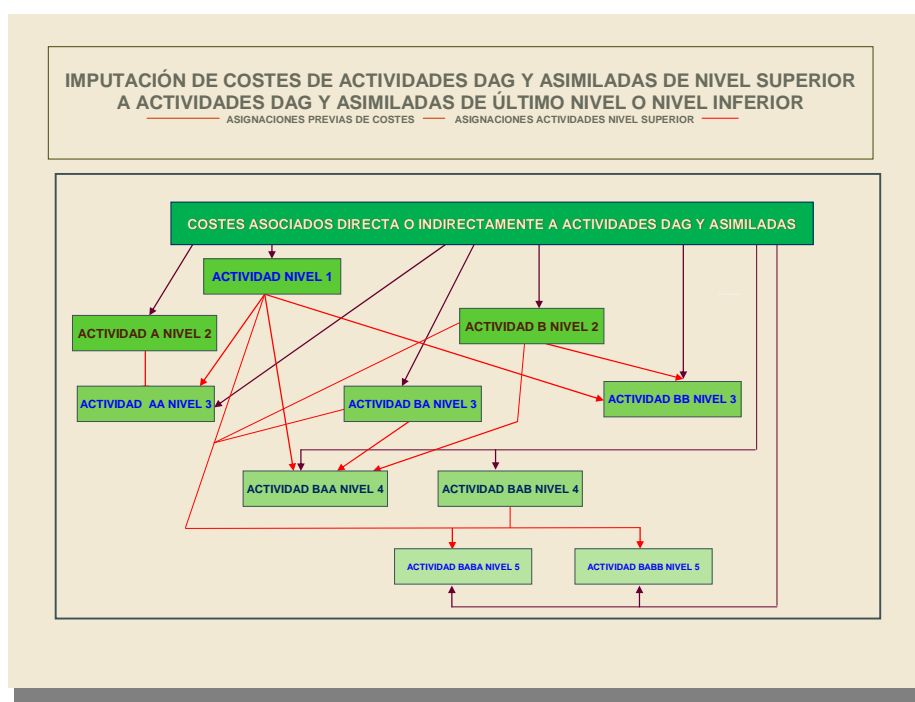 IMPUTACIÓN DE COSTES DE ACTIVIDADES DAG Y ASIMILADAS DE NIVEL SUPERIOR
A ACTIVIDADES DAG Y ASIMILADAS DE ÚLTIMO NIVEL O NIVEL INFERIOR
ASIGNACIONES PREVIAS DE COSTES ASIGNACIONES ACTIVIDADES NIVEL SUPERIOR
COSTES ASOCIADOS DIRECTA O INDIRECTAMENTE A ACTIVIDADES DAG Y ASIMILADAS
ACTIVIDAD NIVEL 1
ACTIVIDAD A NIVEL 2
ACTIVIDAD B NIVEL 2
ACTIVIDAD AA NIVEL 3
ACTIVIDAD BA NIVEL 3
ACTIVIDAD BB NIVEL 3
ACTIVIDAD BAA NIVEL 4
ACTIVIDAD BAB NIVEL 4
ACTIVIDAD BABA NIVEL 5
ACTIVIDAD BABB NIVEL 5